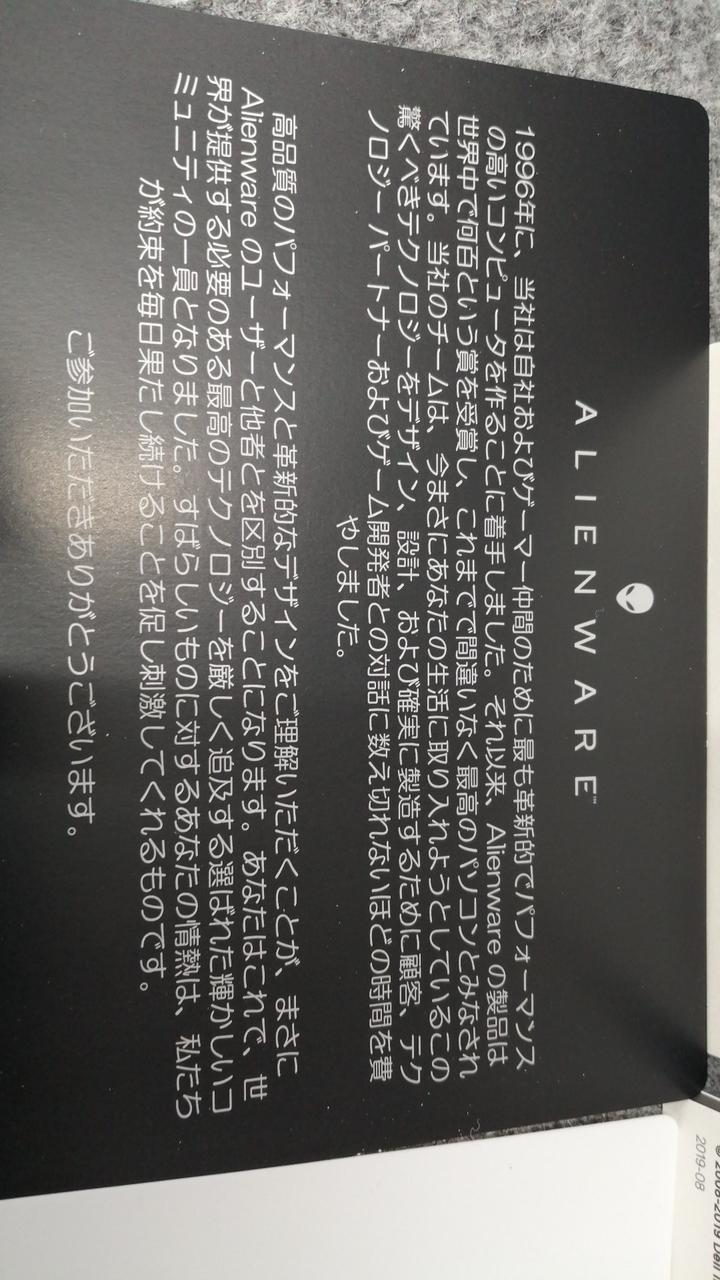 ALIENWARE™
1996年に、当社は自社およびゲーマー仲間のために最も革新的でパフォーマンス
の高いコンピュータを作ることに着手しました。それ以来、Alienware の製品は
世界中で何百という賞を受賞し、これまでで間違いなく最高のパソコンとみなされ
ています。当社のチームは、今まさにあなたの生活に取り入れようとしているこの
驚くべきテクノロジーをデザイン、設計、および確実に製造するために顧客、テク
ノロジー パートナーおよびゲーム開発者との対話に数え切れないほどの時間を費
やしました。
高品質のパフォーマンスと革新的なデザインをご理解いただくことが、まさに
Alienware のユーザーと他者とを区別することになります。あなたはこれで、世
界が提供する必要のある最高のテクノロジーを厳しく追及する選ばれた輝かしいコ
ミュニティの一員となりました。すばらしいものに対するあなたの情熱は、私たち
が約束を毎日果たし続けることを促し刺激してくれるものです。
ご参加いただきありがとうございます。
2019-08